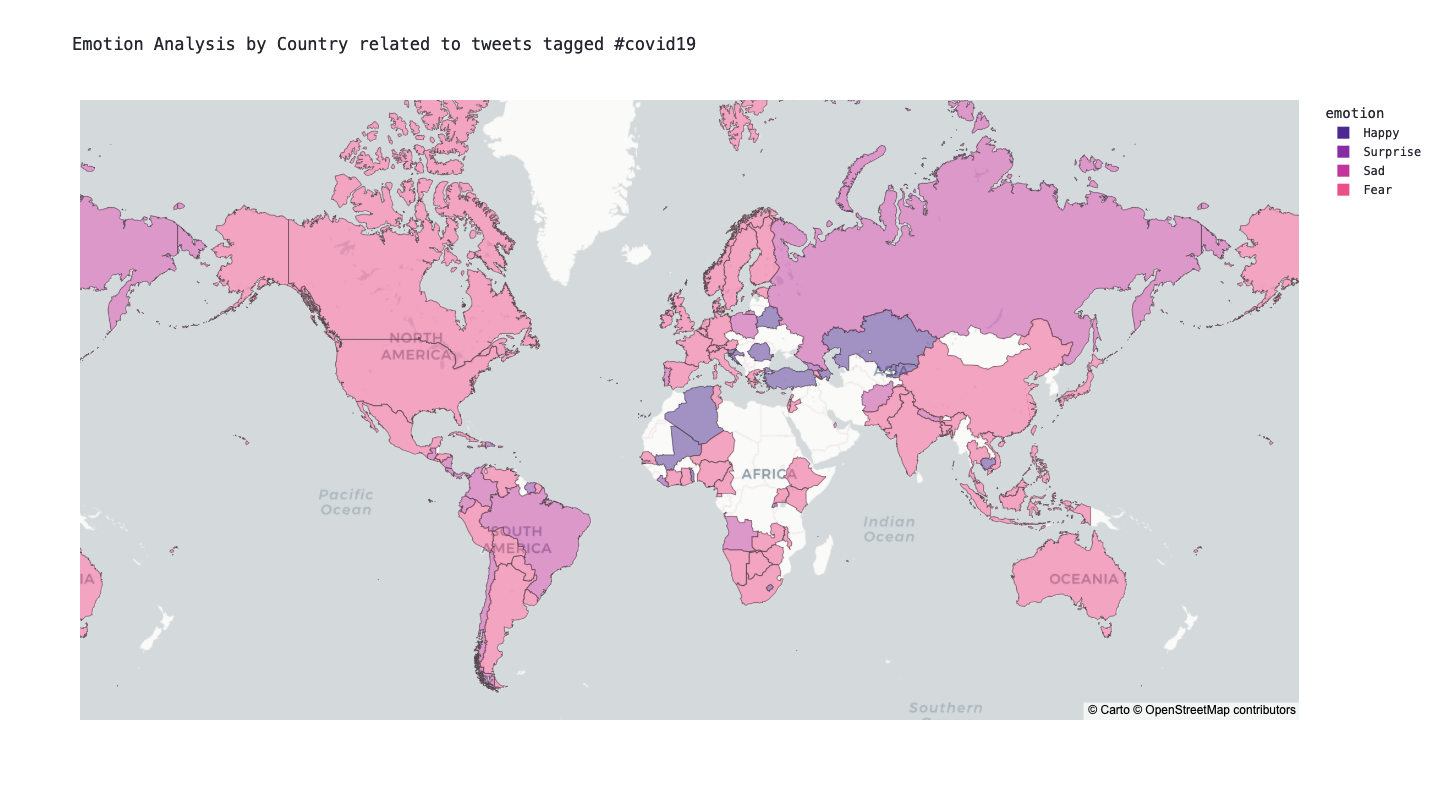 Emotion Analysis by Country related to tweets tagged #covid19
emotion
Happy
Surprise
Sad
Fear
NORTH
AMERICA
ASIA
AFRICA
Pacific
Ocean
Indian
Ocean
SOUTH
AMERICA
IA
OCEANIA
Southern
© Carto © OpenStreetMap contributors